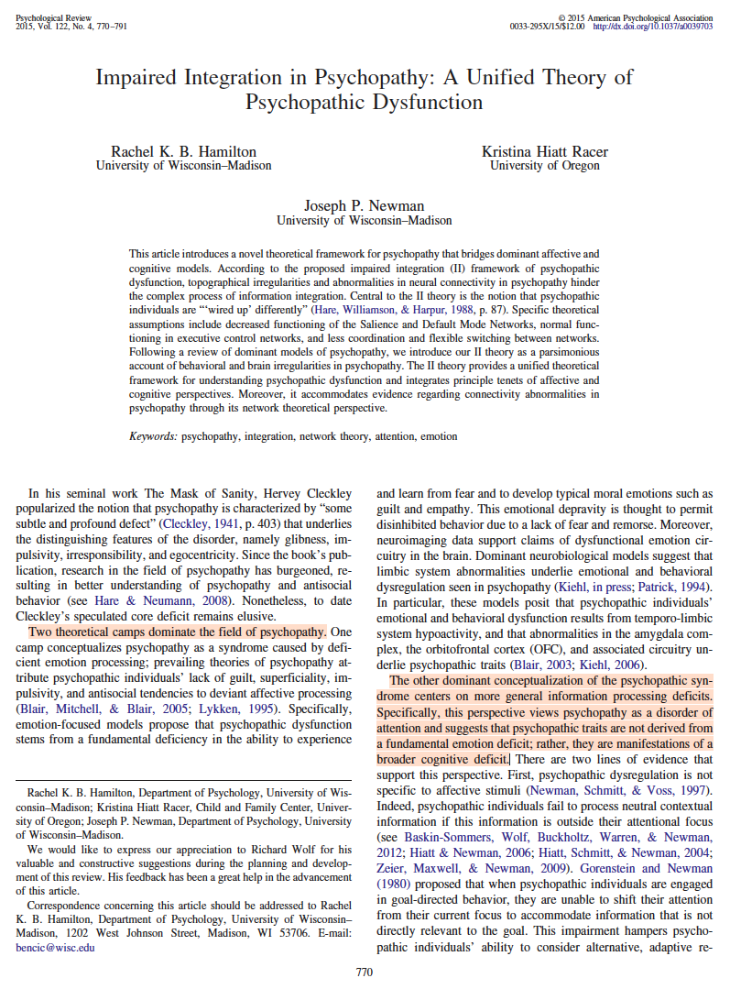 Psychological Review
2015, Vol. 122, No. 4, 770–791
© 2015 American Psychological Association
0033-295X/15/$12.00 http://dx.doi.org/10.1037/a0039703
Impaired Integration in Psychopathy: A Unified Theory of
Psychopathic Dysfunction
Rachel K. B. Hamilton
University of Wisconsin–Madison
Kristina Hiatt Racer
University of Oregon
Joseph P. Newman
University of Wisconsin–Madison
This article introduces a novel theoretical framework for psychopathy that bridges dominant affective and
cognitive models. According to the proposed impaired integration (II) framework of psychopathic
dysfunction, topographical irregularities and abnormalities in neural connectivity in psychopathy hinder
the complex process of information integration. Central to the II theory is the notion that psychopathic
individuals are “‘wired up’ differently” (Hare, Williamson, & Harpur, 1988, p. 87). Specific theoretical
assumptions include decreased functioning of the Salience and Default Mode Networks, normal func-
tioning in executive control networks, and less coordination and flexible switching between networks.
Following a review of dominant models of psychopathy, we introduce our II theory as a parsimonious
account of behavioral and brain irregularities in psychopathy. The II theory provides a unified theoretical
framework for understanding psychopathic dysfunction and integrates principle tenets of affective and
cognitive perspectives. Moreover, it accommodates evidence regarding connectivity abnormalities in
psychopathy through its network theoretical perspective.
Keywords: psychopathy, integration, network theory, attention, emotion
In his seminal work The Mask of Sanity, Hervey Cleckley
popularized the notion that psychopathy is characterized by “some
subtle and profound defect” (Cleckley, 1941, p. 403) that underlies
the distinguishing features of the disorder, namely glibness, im-
pulsivity, irresponsibility, and egocentricity. Since the book’s pub-
lication, research in the field of psychopathy has burgeoned, re-
sulting in better understanding of psychopathy and antisocial
behavior (see Hare & Neumann, 2008). Nonetheless, to date
Cleckley’s speculated core deficit remains elusive.
Two theoretical camps dominate the field of psychopathy. One
camp conceptualizes psychopathy as a syndrome caused by defi-
cient emotion processing; prevailing theories of psychopathy at-
tribute psychopathic individuals’ lack of guilt, superficiality, im-
pulsivity, and antisocial tendencies to deviant affective processing
(Blair, Mitchell, & Blair, 2005; Lykken, 1995). Specifically,
emotion-focused models propose that psychopathic dysfunction
stems from a fundamental deficiency in the ability to experience
Rachel K. B. Hamilton, Department of Psychology, University of Wis-
consin–Madison; Kristina Hiatt Racer, Child and Family Center, Univer-
sity of Oregon; Joseph P. Newman, Department of Psychology, University
of Wisconsin–Madison.
We would like to express our appreciation to Richard Wolf for his
valuable and constructive suggestions during the planning and develop-
ment of this review. His feedback has been a great help in the advancement
of this article.
Correspondence concerning this article should be addressed to Rachel
K. B. Hamilton, Department of Psychology, University of Wisconsin–
Madison, 1202 West Johnson Street, Madison, WI 53706. E-mail:
bencic@wisc.edu
and learn from fear and to develop typical moral emotions such as
guilt and empathy. This emotional depravity is thought to permit
disinhibited behavior due to a lack of fear and remorse. Moreover,
neuroimaging data support claims of dysfunctional emotion cir-
cuitry in the brain. Dominant neurobiological models suggest that
limbic system abnormalities underlie emotional and behavioral
dysregulation seen in psychopathy (Kiehl, in press; Patrick, 1994).
In particular, these models posit that psychopathic individuals’
emotional and behavioral dysfunction results from temporo-limbic
system hypoactivity, and that abnormalities in the amygdala com-
plex, the orbitofrontal cortex (OFC), and associated circuitry un-
derlie psychopathic traits (Blair, 2003; Kiehl, 2006).
The other dominant conceptualization of the psychopathic syn-
drome centers on more general information processing deficits.
Specifically, this perspective views psychopathy as a disorder of
attention and suggests that psychopathic traits are not derived from
a fundamental emotion deficit; rather, they are manifestations of a
broader cognitive deficit. There are two lines of evidence that
support this perspective. First, psychopathic dysregulation is not
specific to affective stimuli (Newman, Schmitt, & Voss, 1997).
Indeed, psychopathic individuals fail to process neutral contextual
information if this information is outside their attentional focus
(see Baskin-Sommers, Wolf, Buckholtz, Warren, & Newman,
2012; Hiatt & Newman, 2006; Hiatt, Schmitt, & Newman, 2004;
Zeier, Maxwell, & Newman, 2009). Gorenstein and Newman
(1980) proposed that when psychopathic individuals are engaged
in goal-directed behavior, they are unable to shift their attention
from their current focus to accommodate information that is not
directly relevant to the goal. This impairment hampers psycho-
pathic individuals’ ability to consider alternative, adaptive re-
770